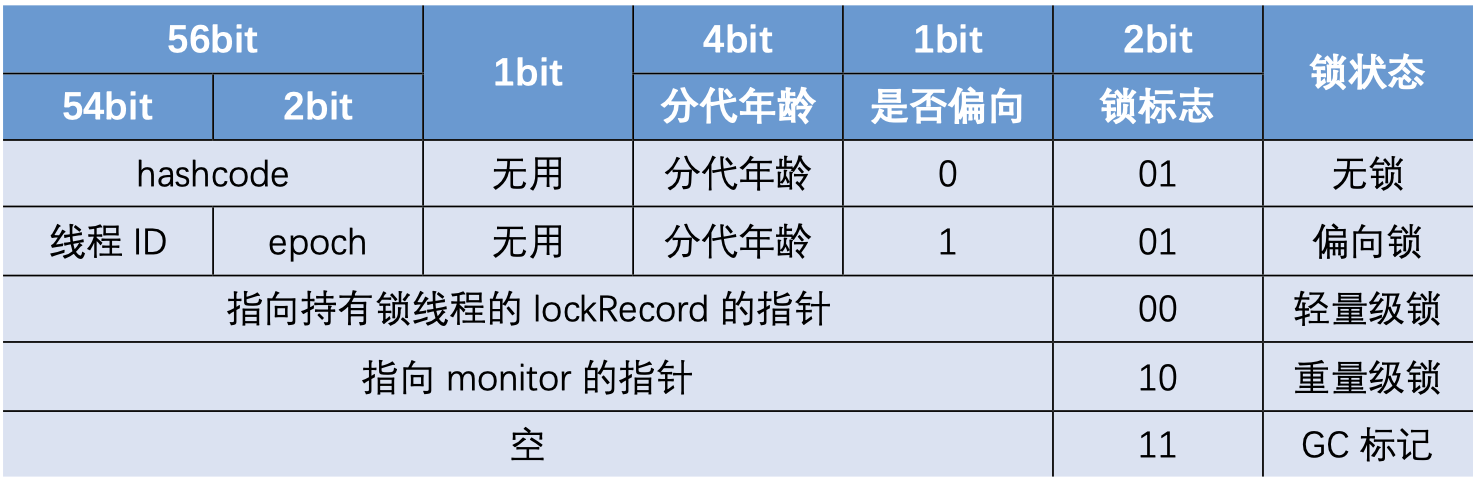 56bit 1bit 4bit 1bit 2bit 锁状态
54bit 2bit 分代年龄 是否偏向 锁标志
hashcode 无用 分代年龄 0 01 无锁
线程 ID epoch 无用 分代年龄 1 01 偏向锁
指向持有锁线程的 lockRecord 的指针 00 轻量级锁
指向 monitor 的指针 10 重量级锁
空 11 GC 标记